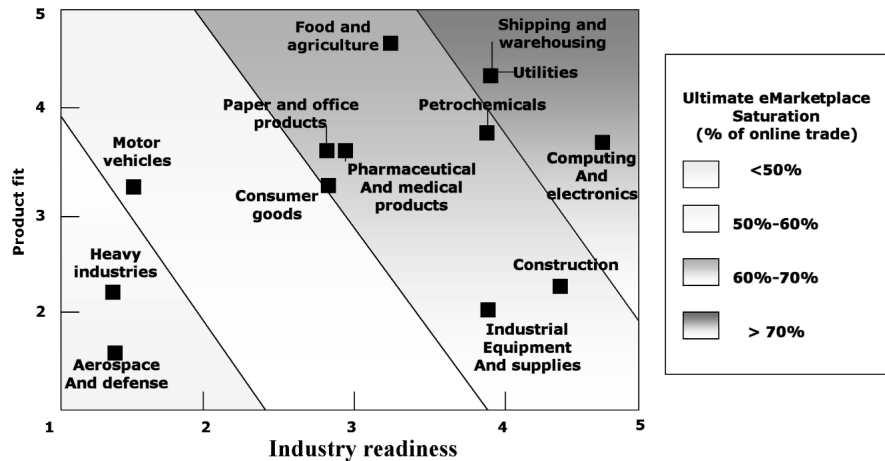 5
4
3
2
Product fit
Food and
agriculture
Shipping and
warehousing
Utilities
Paper and office
products
Petrochemicals
Motor
vehicles
Pharmaceutical
And medical
products
Computing
And
electronics
Consumer
goods
Heavy
industries
Construction
Industrial
Equipment
And supplies
Aerospace
And defense
1
2
3
4
5
Industry readiness
Ultimate eMarketplace
Saturation
(% of online trade)
<50%
50%-60%
60%-70%
> 70%